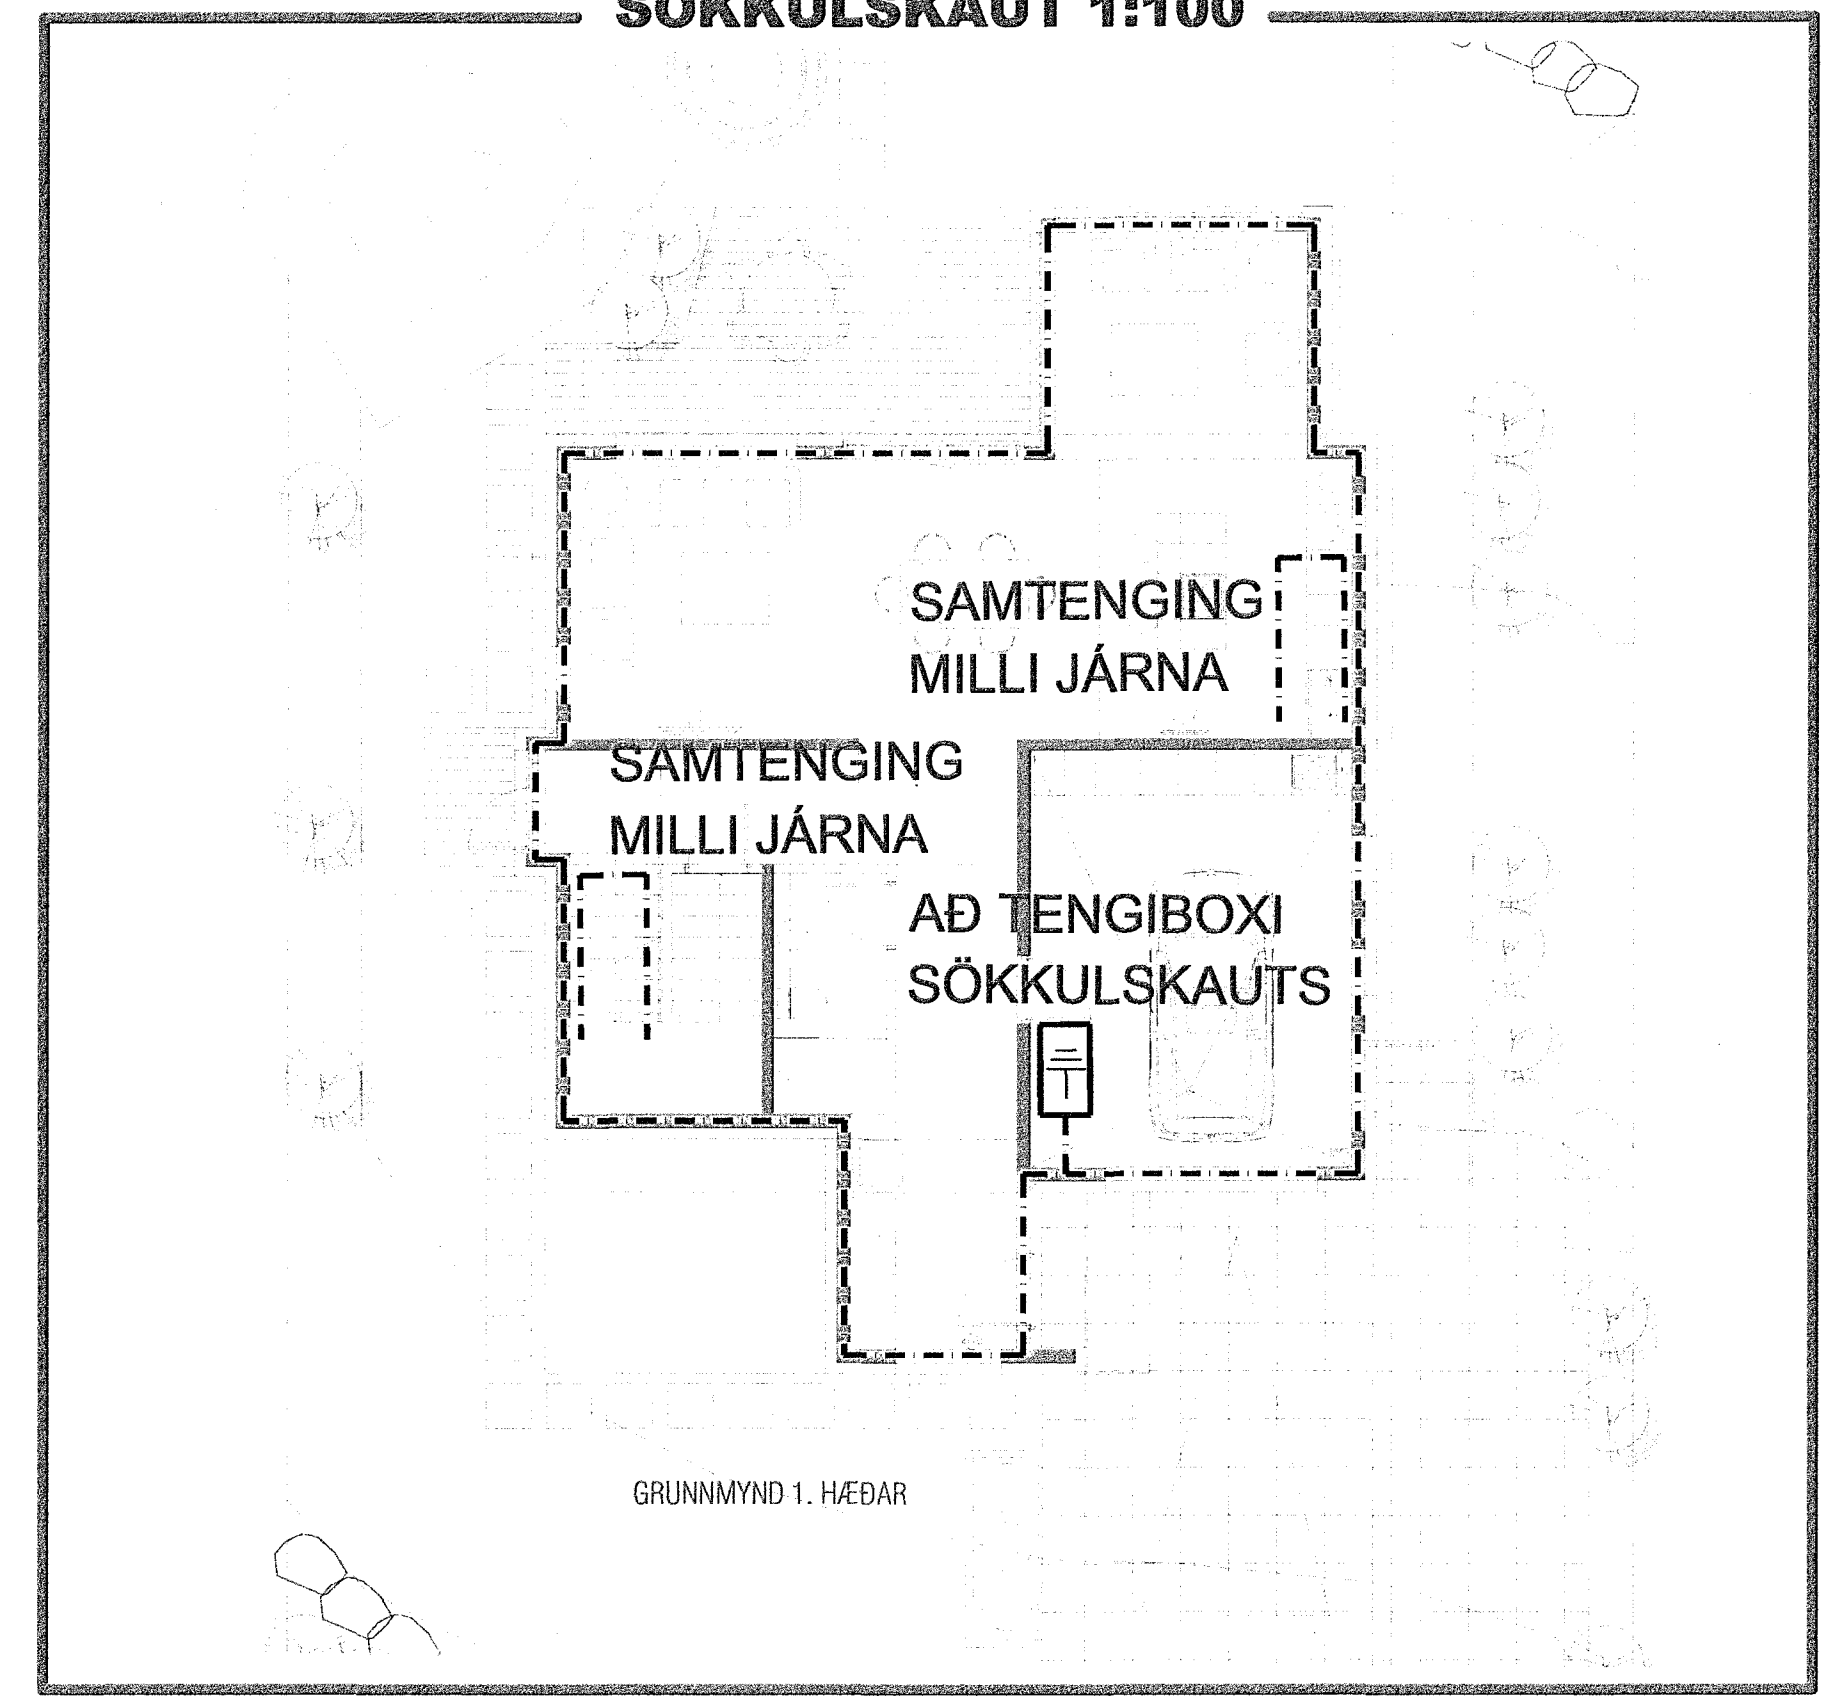 SÖKKULSKAUT 1:100
SAMTENGING
MILLI JÁRNA
SAMTENGING
MILLI JÁRNA
AÐ TENGIBOXI
SÖKKULSKAUTS
GRUNNMYND 1. HÆÐAR